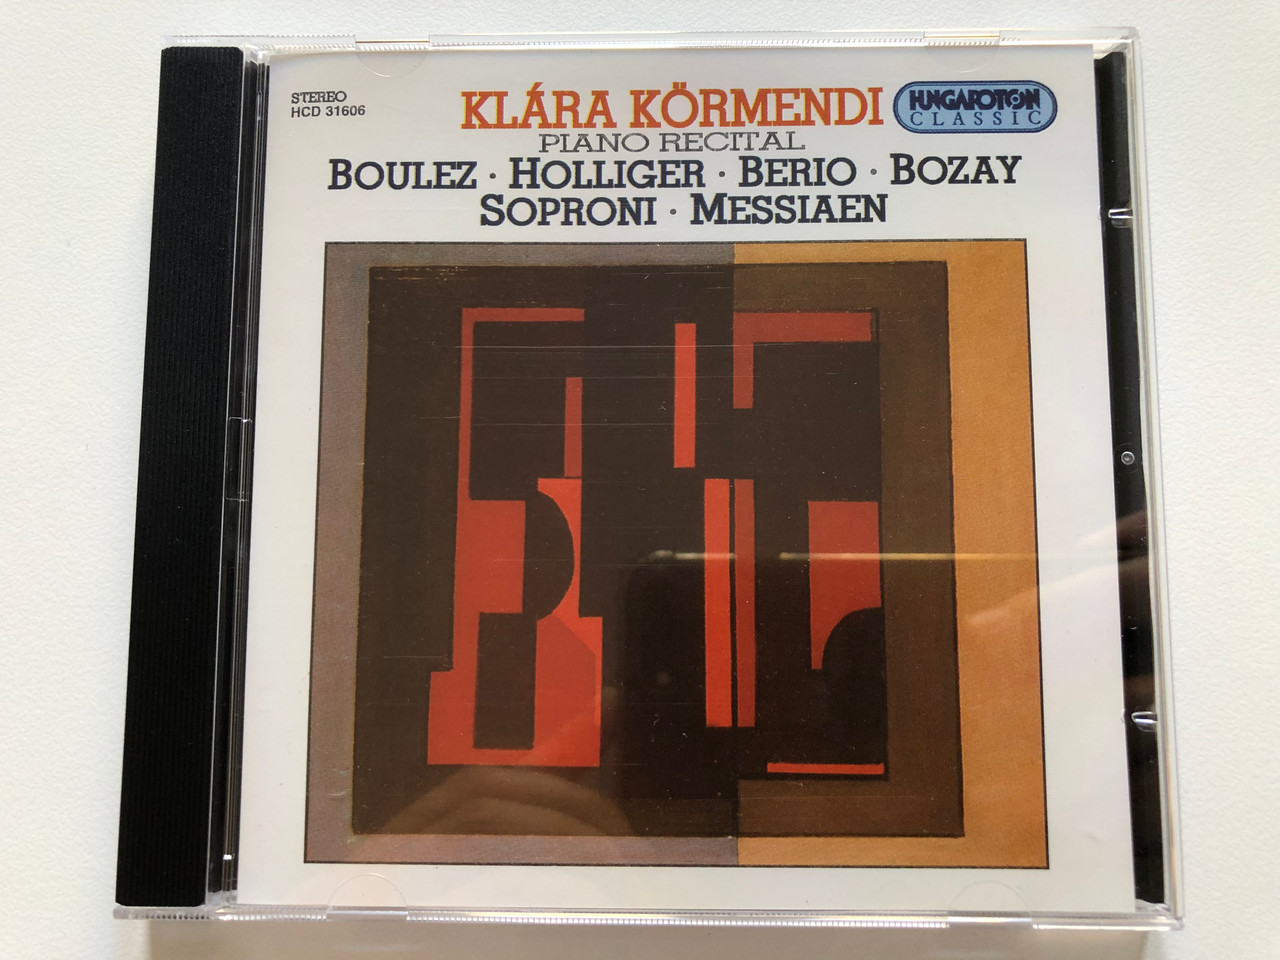 STEREO
HCD 31606
KLÁRA KÖRMENDI
HUNGAROTON
CLASSIC
PIANO RECITAL
BOULEZ · HOLLIGER · BERIO · BOZAY
SOPRONI · MESSIAEN